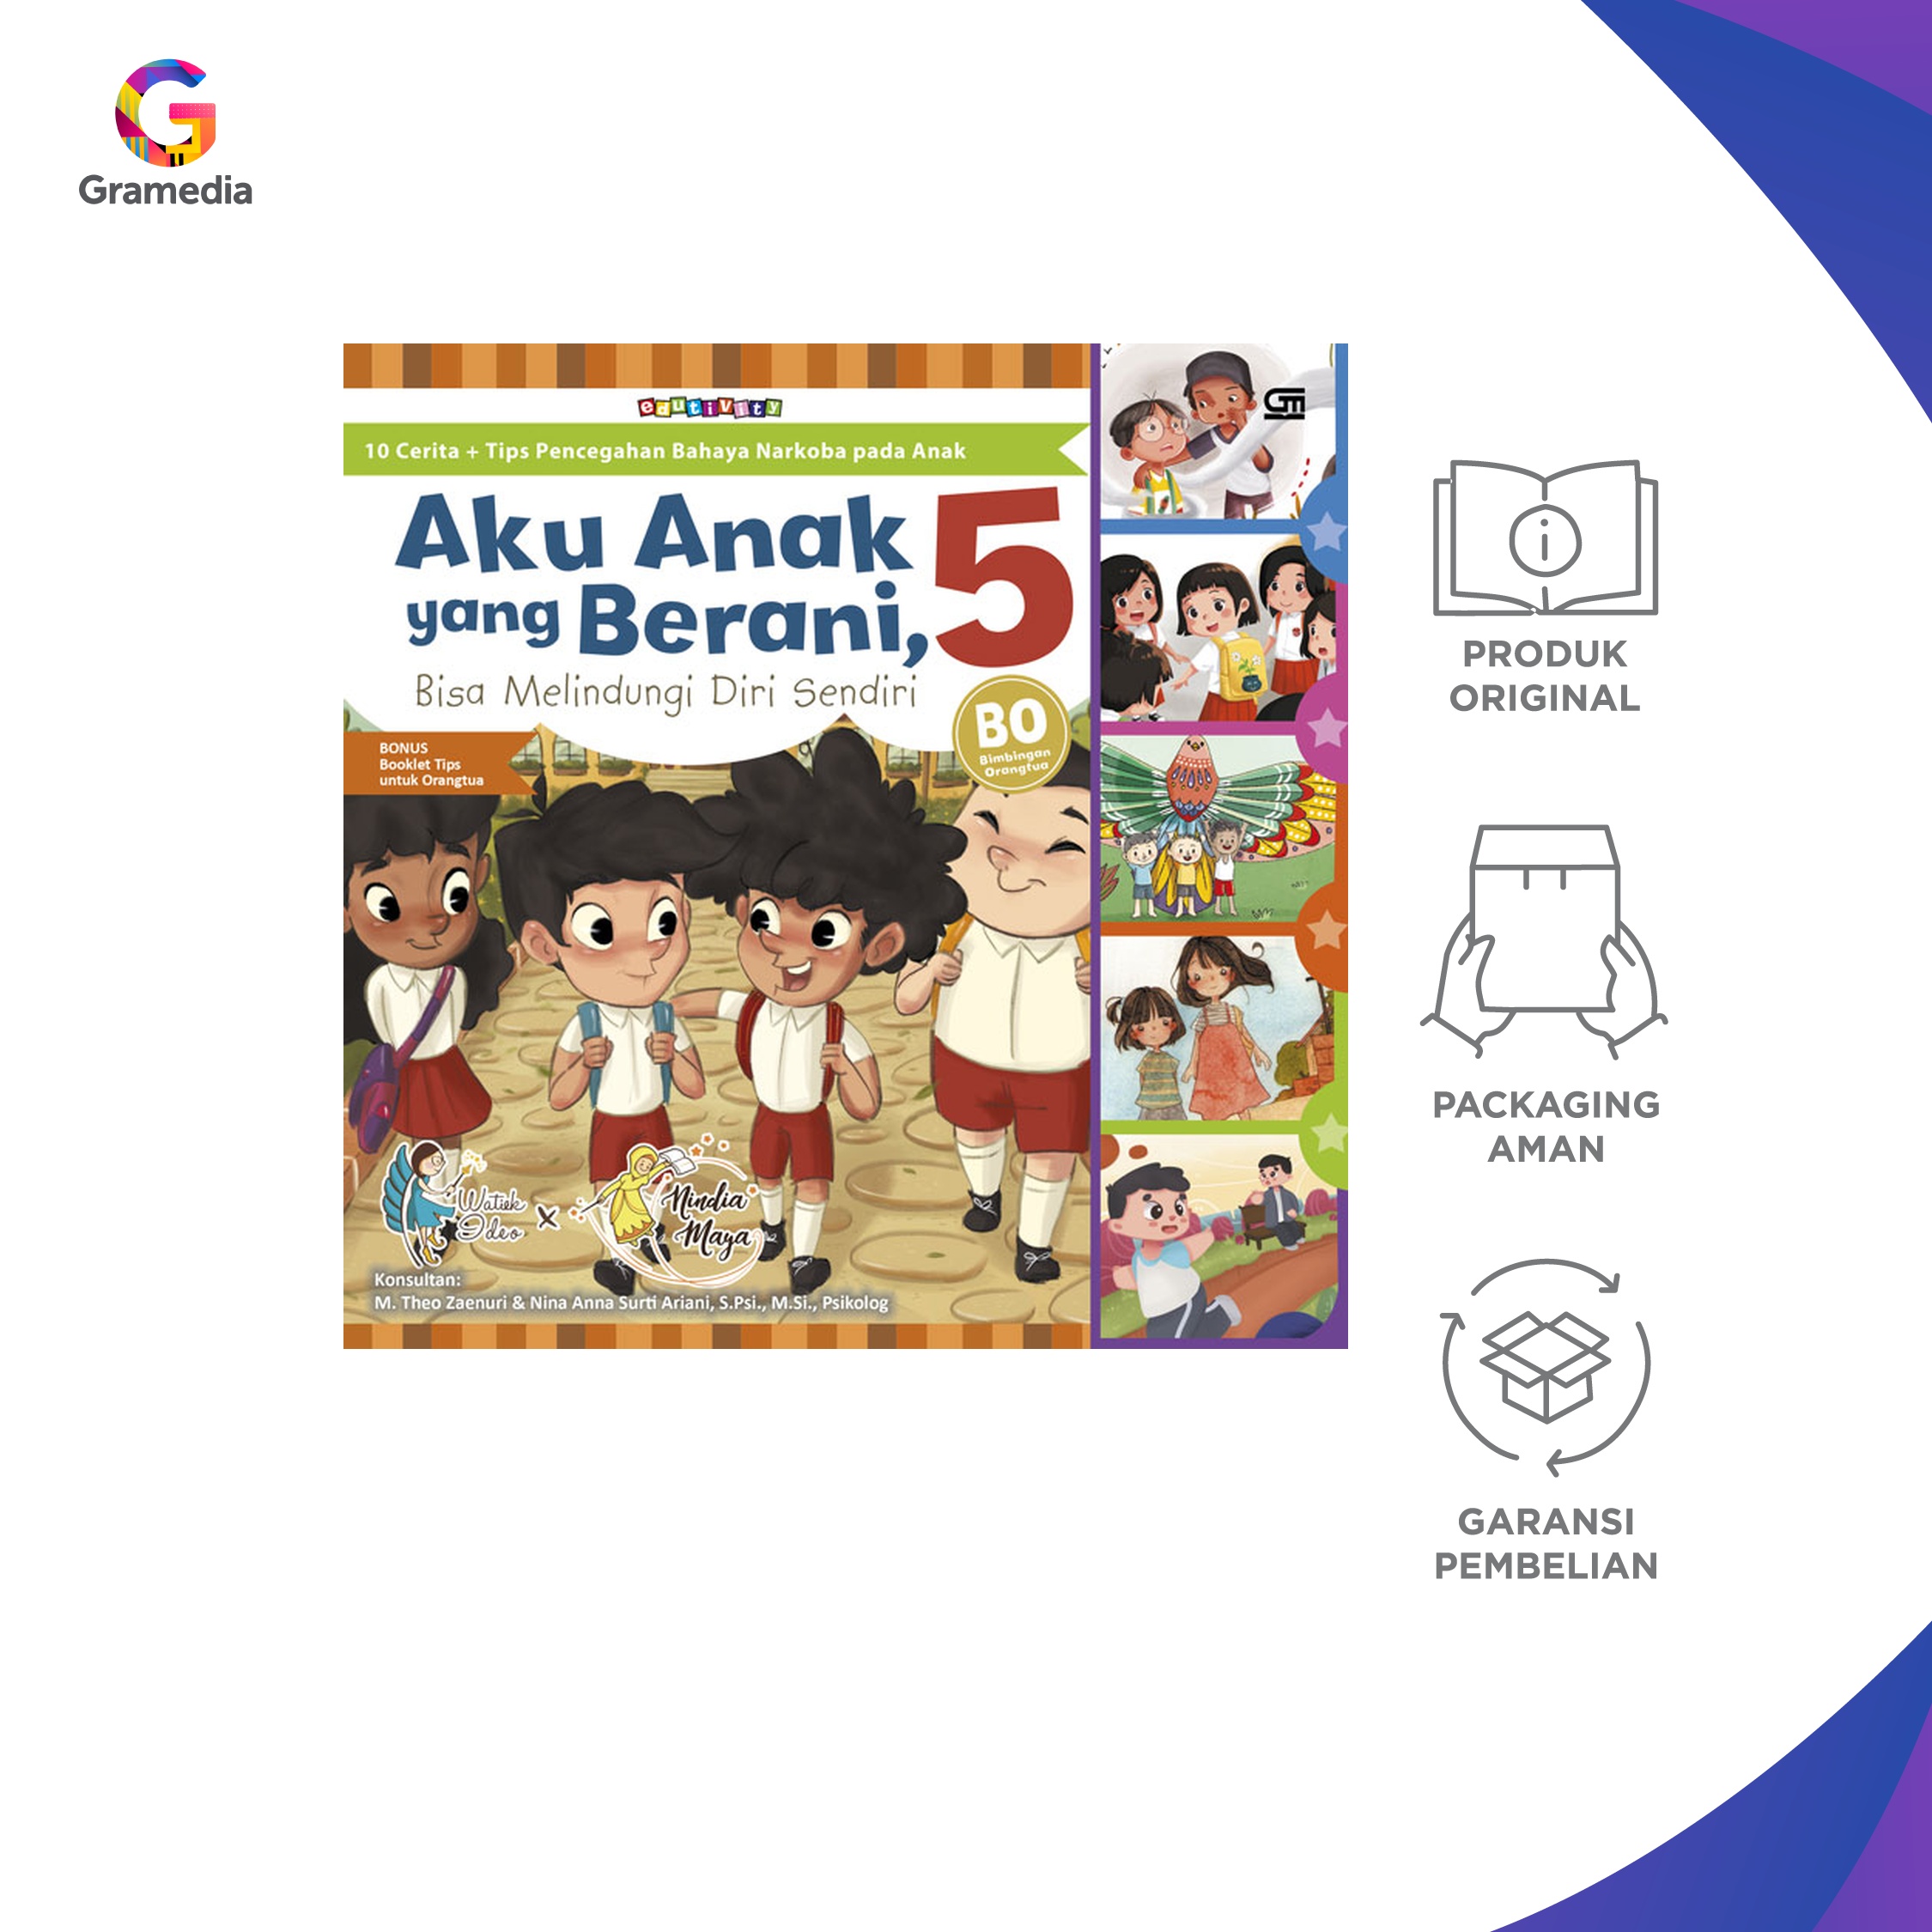 Gramedia
edutivity
10 Cerita + Tips Pencegahan Bahaya Narkoba pada Anak
Aku Anak
yang Berani, 5
Bisa Melindungi Diri Sendiri
BO
Bimbingan
Orangtua
BONUS
Booklet Tips
untuk Orangtua
Watiek
Ideo
x
Nindia
Maya
Konsultan:
M. Theo Zaenuri & Nina Anna Surti Ariani, S.Psi., M.Si., Psikolog
GM
PRODUK
ORIGINAL
PACKAGING
AMAN
GARANSI
PEMBELIAN